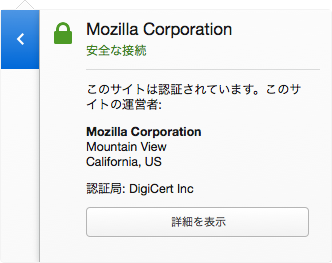 Mozilla Corporation
安全な接続
このサイトは認証されています。このサ
イトの運営者:
Mozilla Corporation
Mountain View
California, US
認証局: DigiCert Inc
詳細を表示